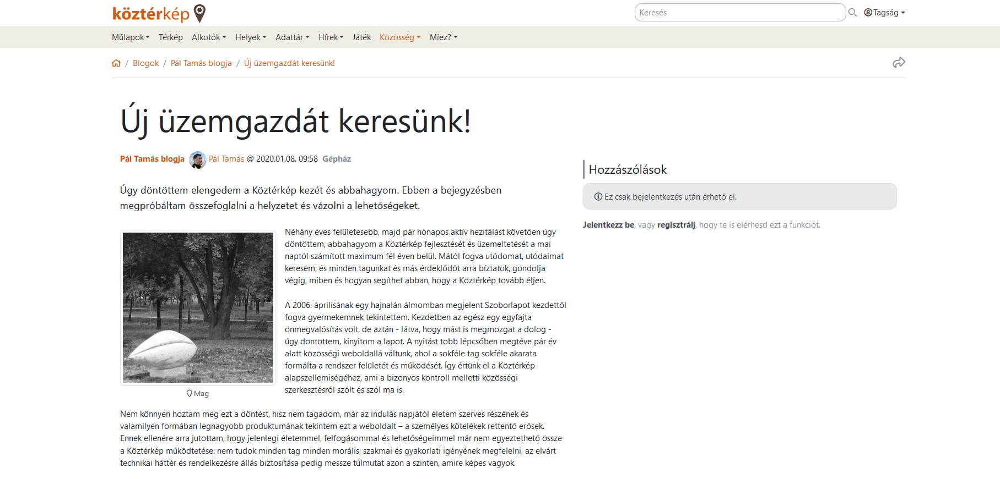 köztérkép
Keresés
Tagság
Műlapok Térkép Alkotók Helyek Adattár Hírek Játék Közösség Miez?
/ Blogok / Pál Tamás blogja / Új üzemgazdát keresünk!
Új üzemgazdát keresünk!
Pál Tamás blogja Pál Tamás @ 2020.01.08. 09:58 Gépház
Úgy döntöttem elengedem a Köztérkép kezét és abbahagyom. Ebben a bejegyzésben
megpróbáltam összefoglalni a helyzetet és vázolni a lehetőségeket.
Néhány éves felületesebb, majd pár hónapos aktív hezitálást követően úgy
döntöttem, abbahagyom a Köztérkép fejlesztését és üzemeltetését a mai
naptól számított maximum fél éven belül. Mától fogva utódomat, utódaimat
keresem, és minden tagunkat és más érdeklődőt arra bíztatok, gondolja
végig, miben és hogyan segíthet abban, hogy a Köztérkép tovább éljen.
A 2006. áprilisának egy hajnalán álmomban megjelent Szoborlapot kezdettől
fogva gyermekemnek tekintettem. Kezdetben az egész egy egyfajta
önmegvalósítás volt, de aztán - látva, hogy mást is megmozgat a dolog -
úgy döntöttem, kinyitom a lapot. A nyitást több lépcsőben megtéve pár év
alatt közösségi weboldallá váltunk, ahol a sokféle tag sokféle akarata
formálta a rendszer felületét és működését. Így értünk el a Köztérkép
alapszellemiségéhez, ami a bizonyos kontroll melletti közösségi
szerkesztésről szólt és szól ma is.
Mag
Nem könnyen hoztam meg ezt a döntést, hisz nem tagadom, már az indulás napjától életem szerves részének és
valamilyen formában legnagyobb produktumának tekintem ezt a weboldalt – a személyes kötelékek rettentő erősek.
Ennek ellenére arra jutottam, hogy jelenlegi életemmel, felfogásommal és lehetőségeimmel már nem egyeztethető össze
a Köztérkép működtetése: nem tudok minden tag minden morális, szakmai és gyakorlati igényének megfelelni, az elvárt
technikai háttér és rendelkezésre állás biztosítása pedig messze túlmutat azon a szinten, amire képes vagyok.
Hozzászólások
Ez csak bejelentkezés után érhető el.
Jelentkezz be, vagy regisztrálj, hogy te is elérhesd ezt a funkciót.